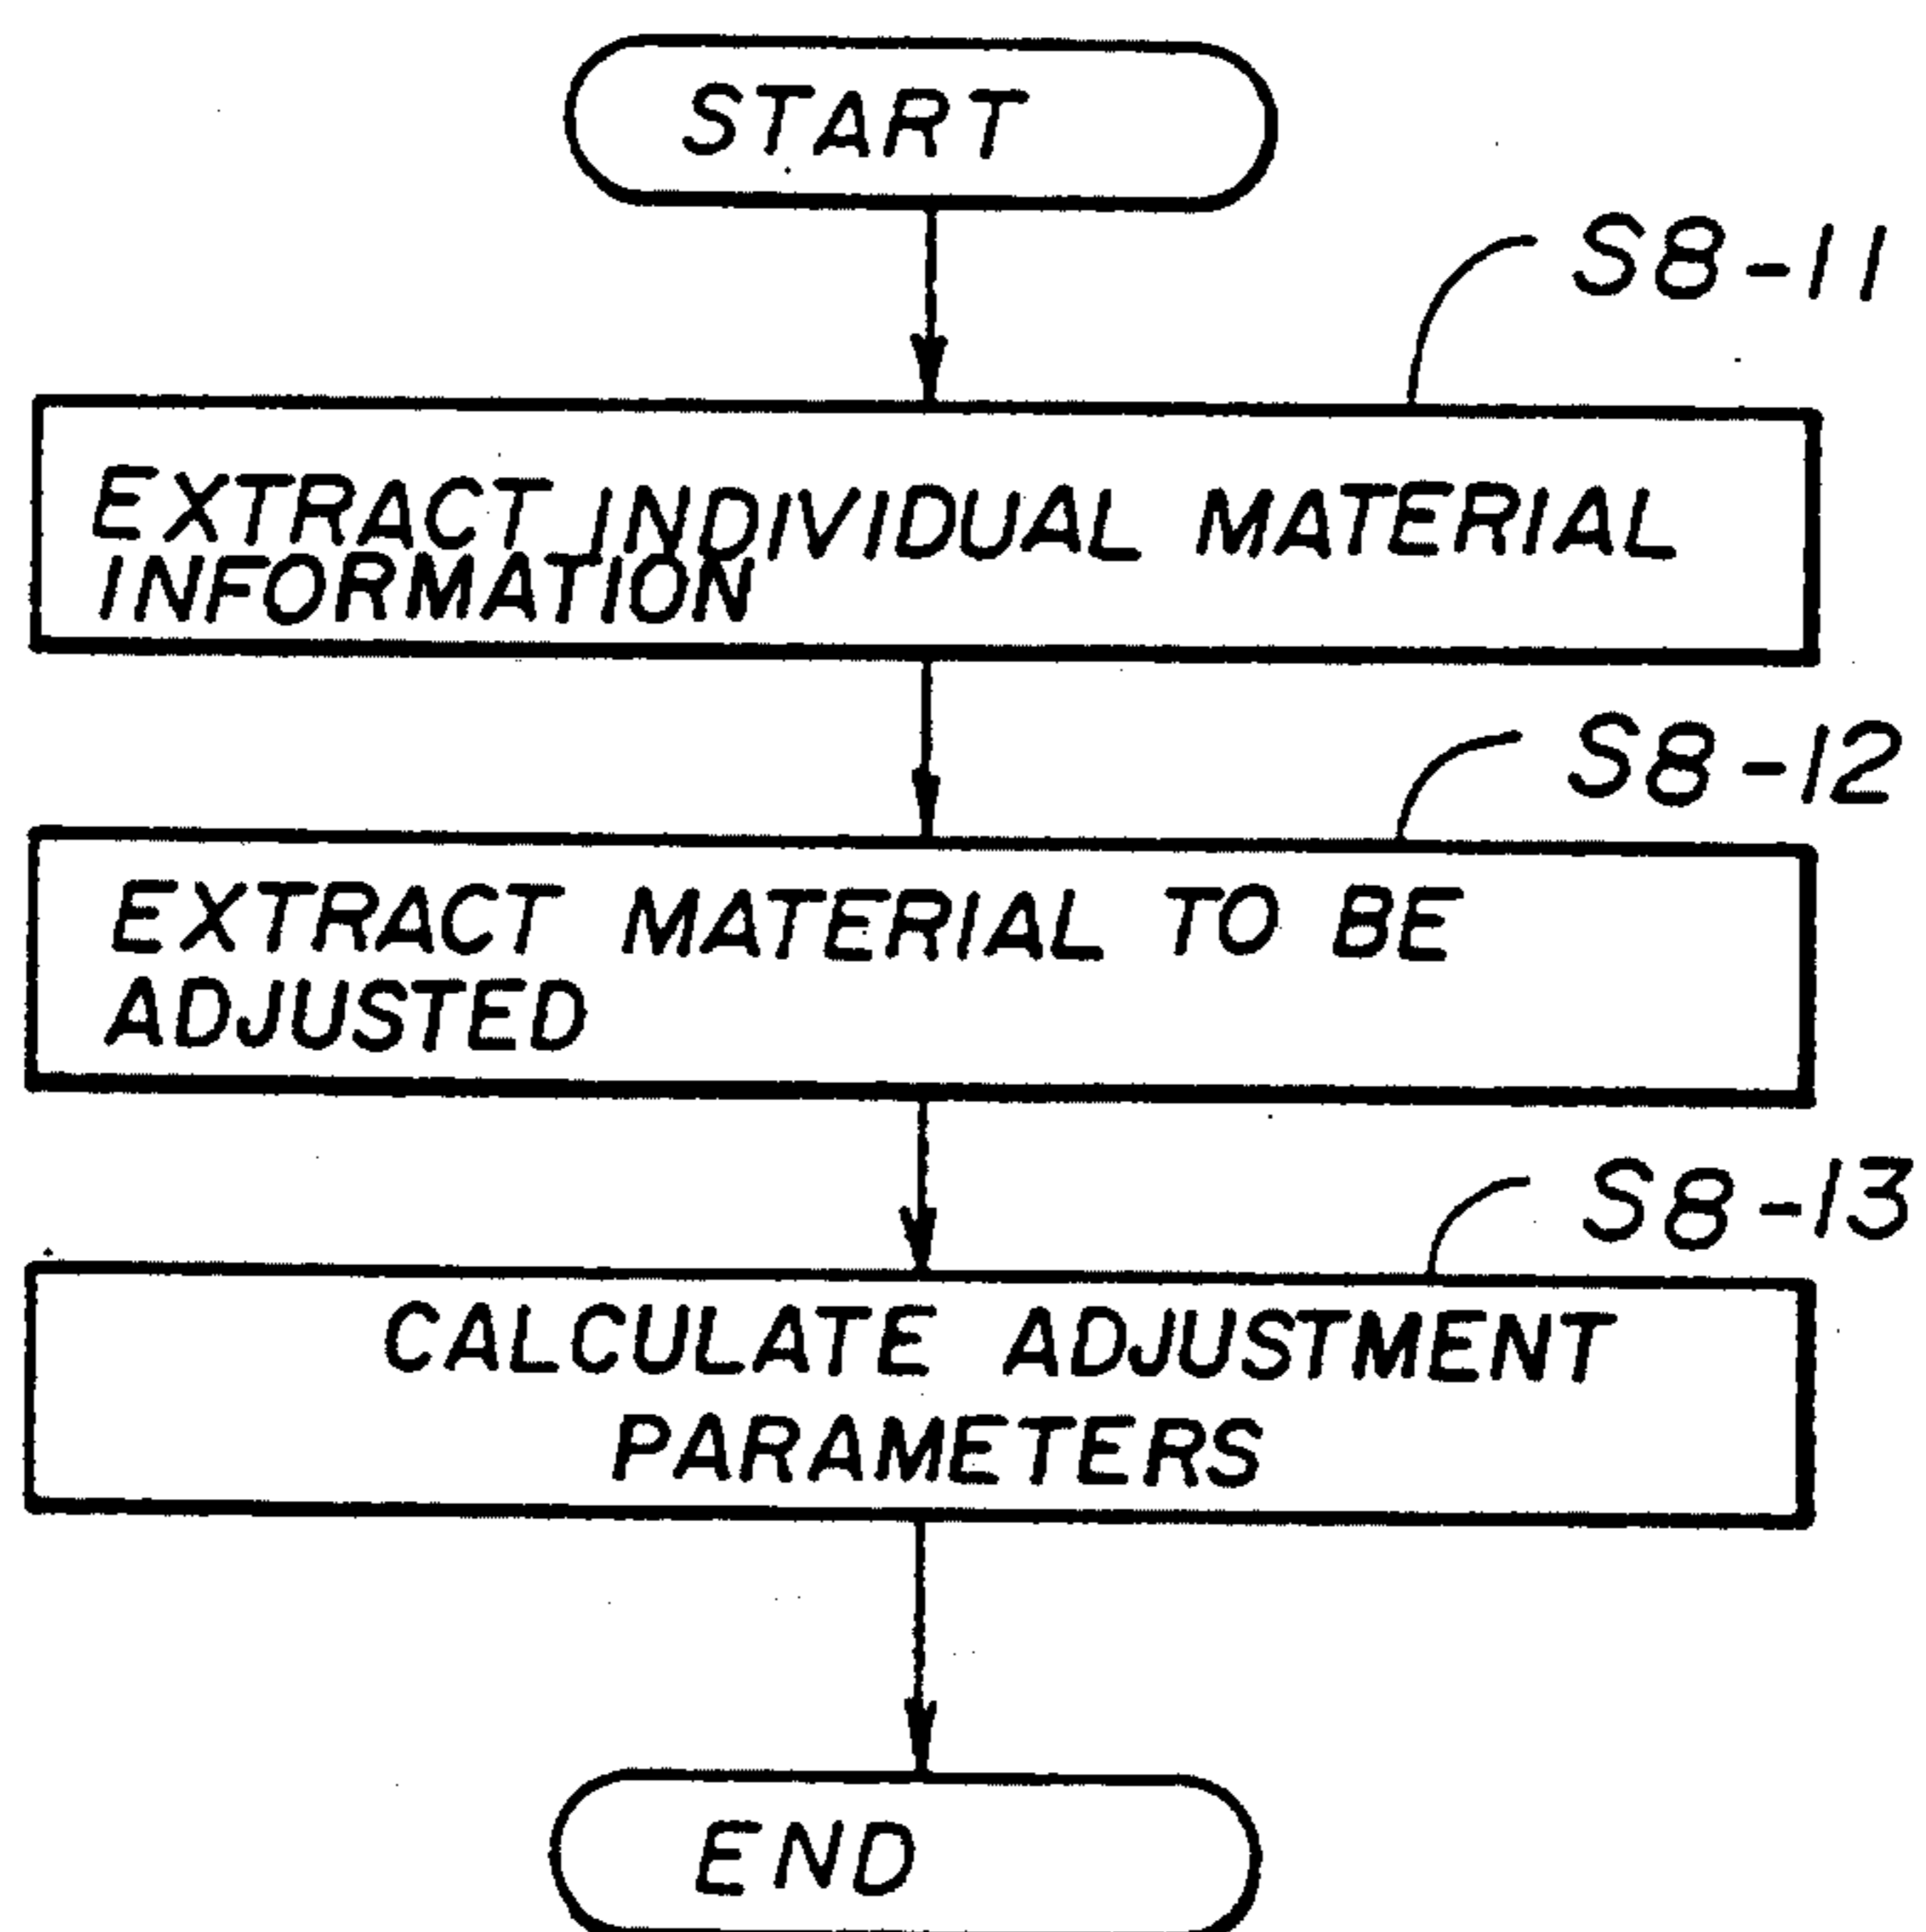 START
S8-11
EXTRACT INDIVIDUAL MATERIAL
INFORMATION
S8-12
EXTRACT MATERIAL TO BE
ADJUSTED
S8-13
CALCULATE ADJUSTMENT
PARAMETERS
END